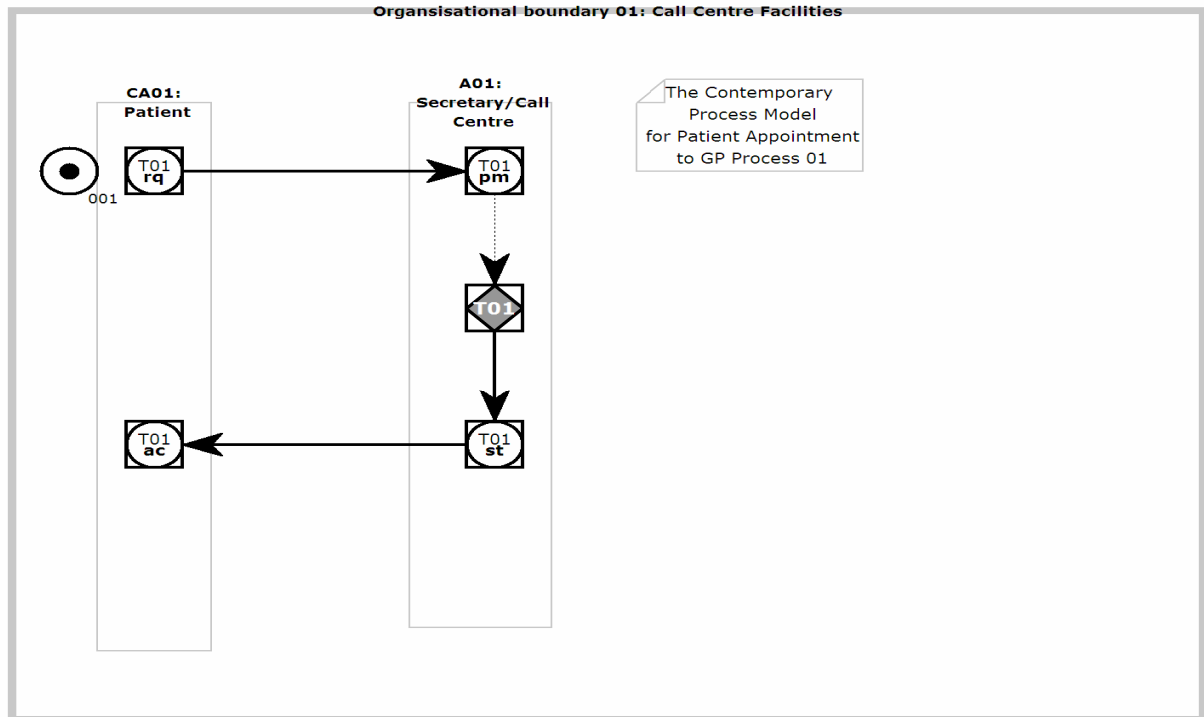 Organsisational boundary 01: Call Centre Facilities
CA01:
Patient
A01:
Secretary/Call
Centre
The Contemporary
Process Model
for Patient Appointment
to GP Process 01
T01
rq
T01
pm
001
T01
T01
ac
T01
st